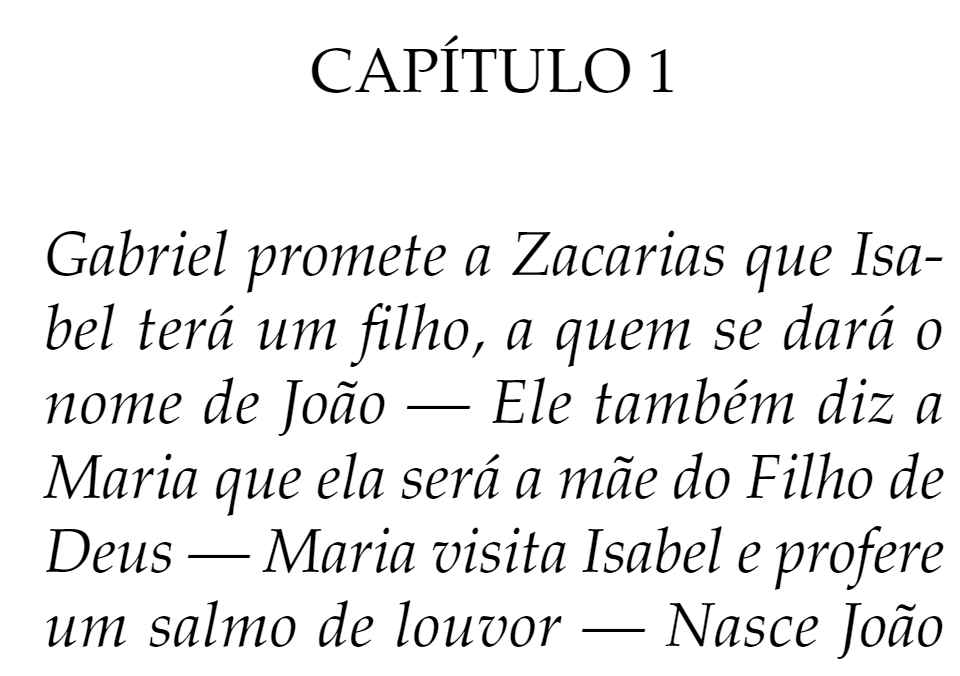 CAPÍTULO 1
Gabriel promete a Zacarias que Isa-
bel terá um filho, a quem se dará o
nome de João — Ele também diz a
Maria que ela será a mãe do Filho de
Deus — Maria visita Isabel e profere
um salmo de louvor — Nasce João